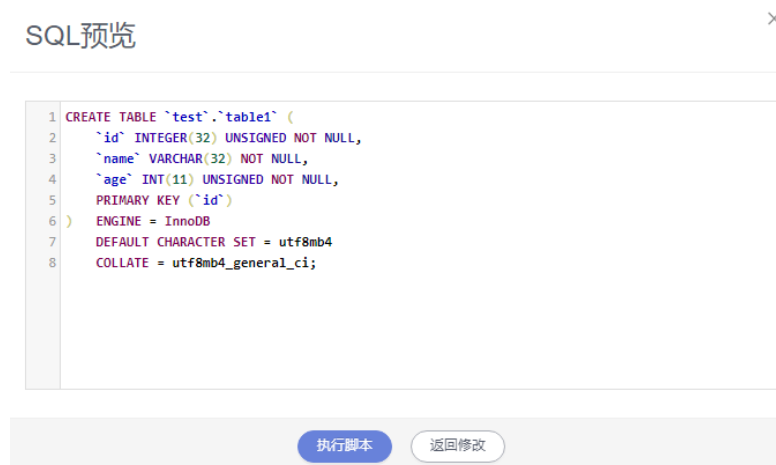 SQL预览
1 CREATE TABLE `test`.`table1` (
2 `id` INTEGER(32) UNSIGNED NOT NULL,
3 `name` VARCHAR(32) NOT NULL,
4 `age` INT(11) UNSIGNED NOT NULL,
5 PRIMARY KEY (`id`)
6 ) ENGINE = InnoDB
7 DEFAULT CHARACTER SET = utf8mb4
8 COLLATE = utf8mb4_general_ci;
执行脚本 返回修改